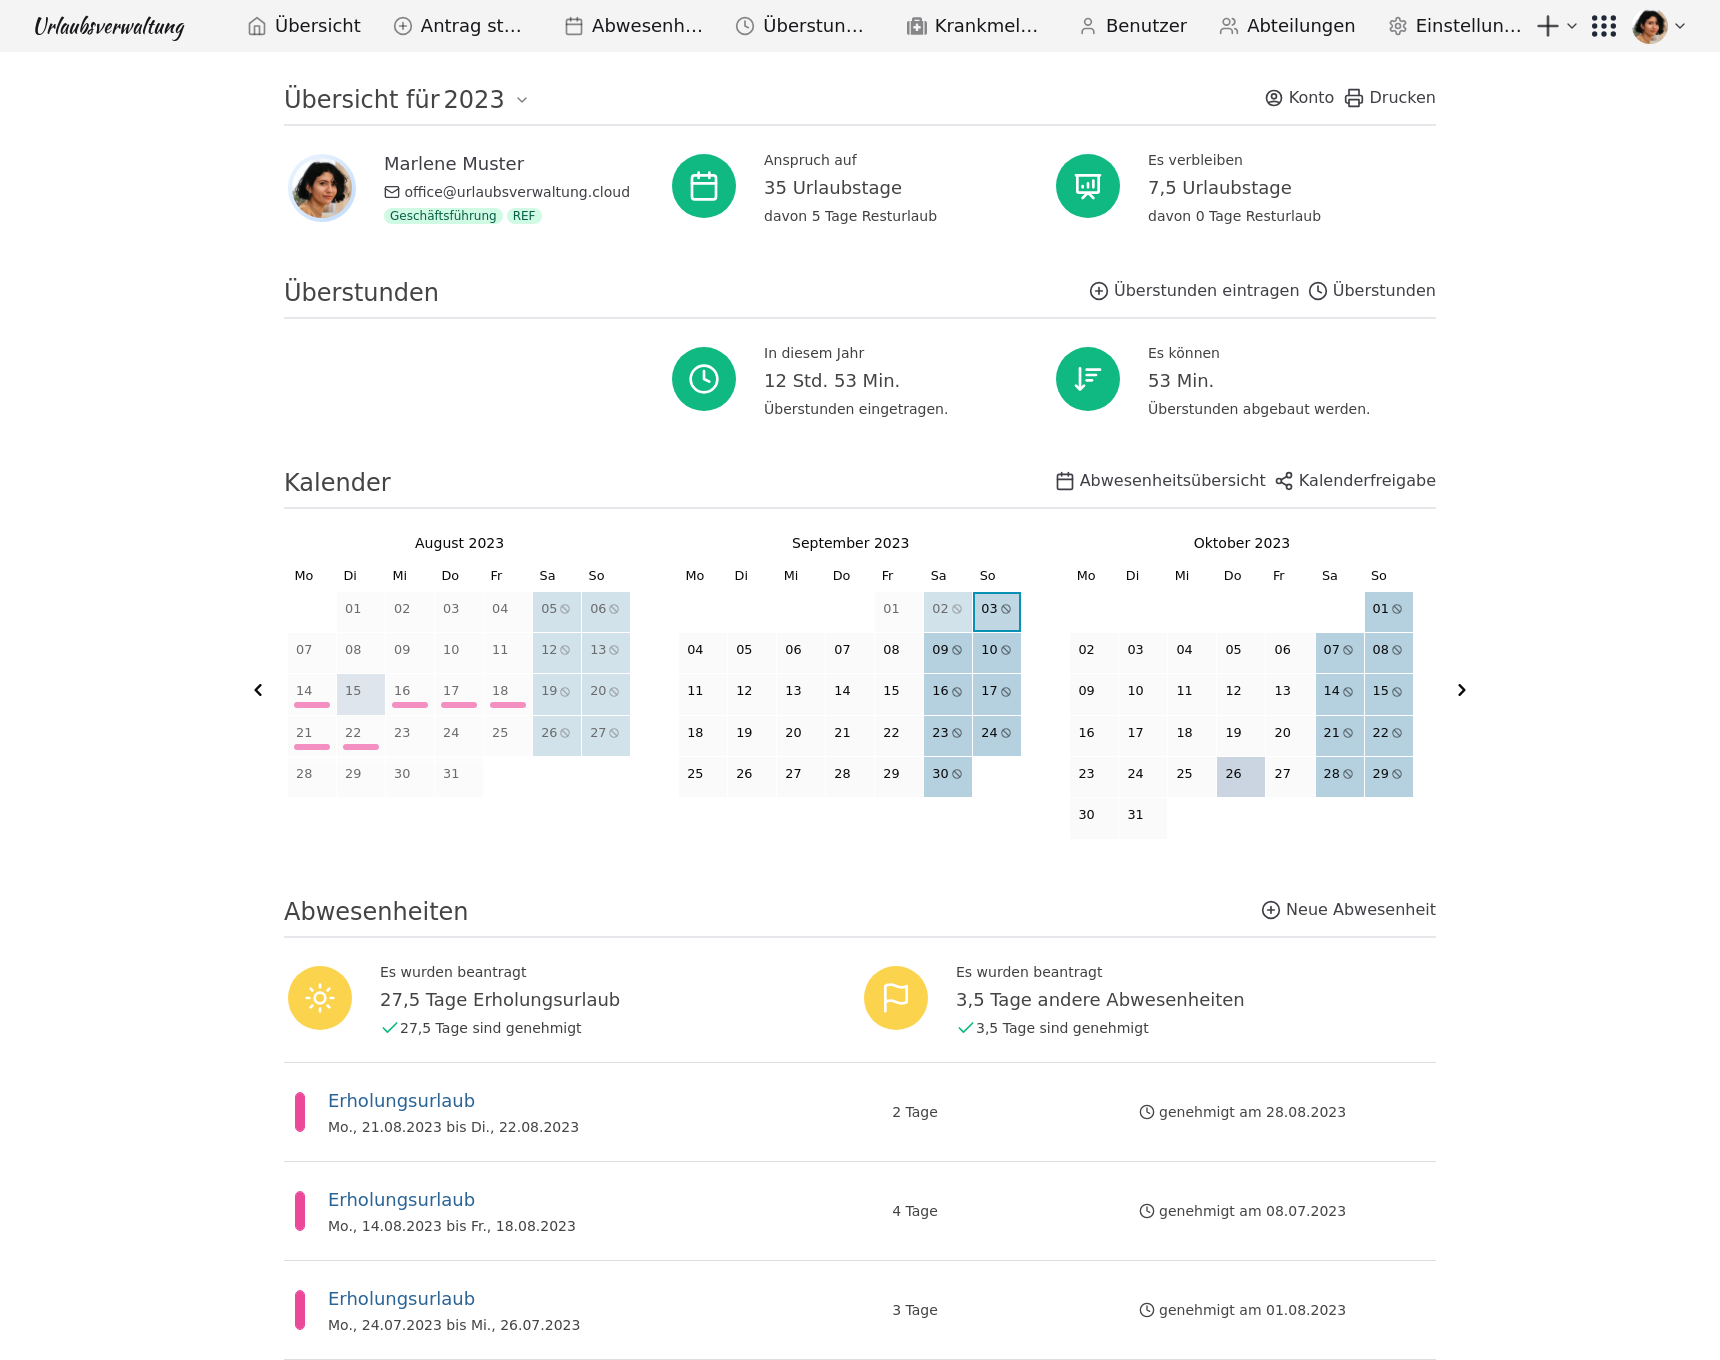 Urlaubsverwaltung Übersicht Antrag st... Abwesenh... Überstun... Krankmel... Benutzer Abteilungen Einstellun...
Übersicht für 2023 Konto Drucken
Marlene Muster
office@urlaubsverwaltung.cloud
Geschäftsführung REF
Anspruch auf
35 Urlaubstage
davon 5 Tage Resturlaub
Es verbleiben
7,5 Urlaubstage
davon 0 Tage Resturlaub
Überstunden Überstunden eintragen Überstunden
In diesem Jahr
12 Std. 53 Min.
Überstunden eingetragen.
Es können
53 Min.
Überstunden abgebaut werden.
Kalender Abwesenheitsübersicht Kalenderfreigabe
August 2023
Mo Di Mi Do Fr Sa So
01 02 03 04 05 06
07 08 09 10 11 12 13
14 15 16 17 18 19 20
21 22 23 24 25 26 27
28 29 30 31
September 2023
Mo Di Mi Do Fr Sa So
01 02 03
04 05 06 07 08 09 10
11 12 13 14 15 16 17
18 19 20 21 22 23 24
25 26 27 28 29 30
Oktober 2023
Mo Di Mi Do Fr Sa So
01
02 03 04 05 06 07 08
09 10 11 12 13 14 15
16 17 18 19 20 21 22
23 24 25 26 27 28 29
30 31
Abwesenheiten Neue Abwesenheit
Es wurden beantragt
27,5 Tage Erholungsurlaub
27,5 Tage sind genehmigt
Es wurden beantragt
3,5 Tage andere Abwesenheiten
3,5 Tage sind genehmigt
Erholungsurlaub
Mo., 21.08.2023 bis Di., 22.08.2023
2 Tage
genehmigt am 28.08.2023
Erholungsurlaub
Mo., 14.08.2023 bis Fr., 18.08.2023
4 Tage
genehmigt am 08.07.2023
Erholungsurlaub
Mo., 24.07.2023 bis Mi., 26.07.2023
3 Tage
genehmigt am 01.08.2023